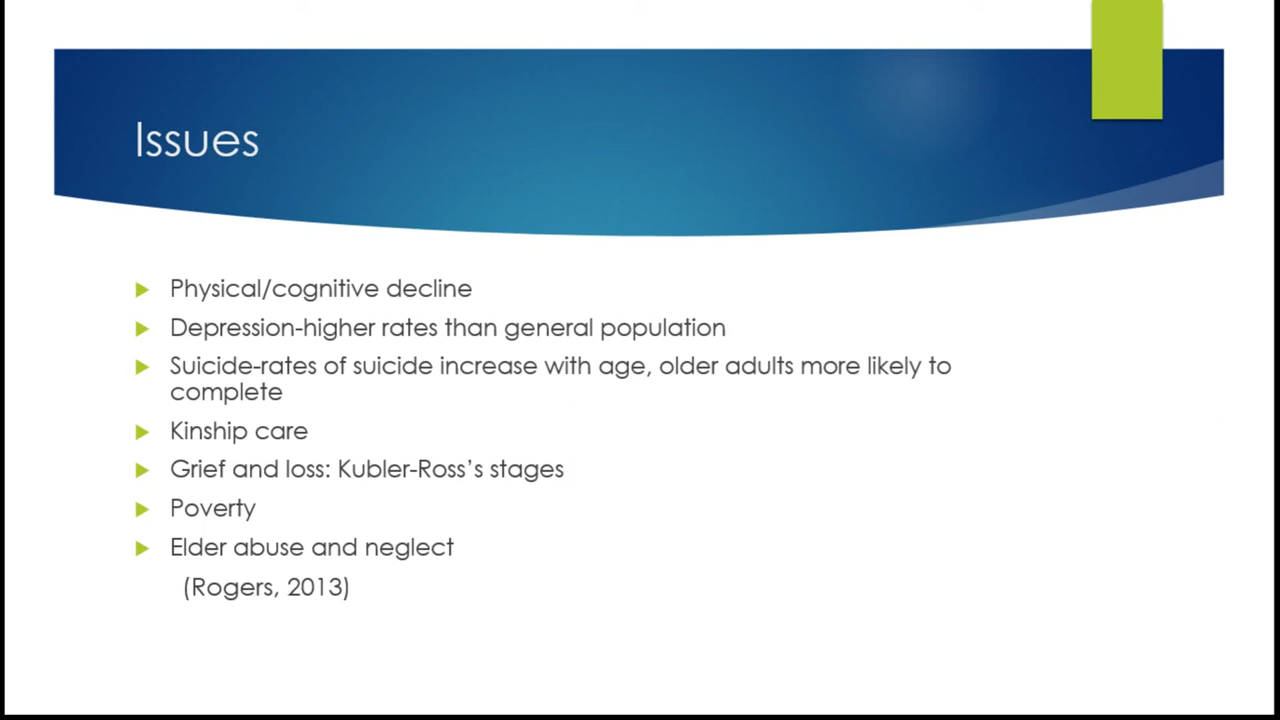 Issues
Physical/cognitive decline
Depression-higher rates than general population
Suicide-rates of suicide increase with age, older adults more likely to
complete
Kinship care
Grief and loss: Kubler-Ross’s stages
Poverty
Elder abuse and neglect
(Rogers, 2013)